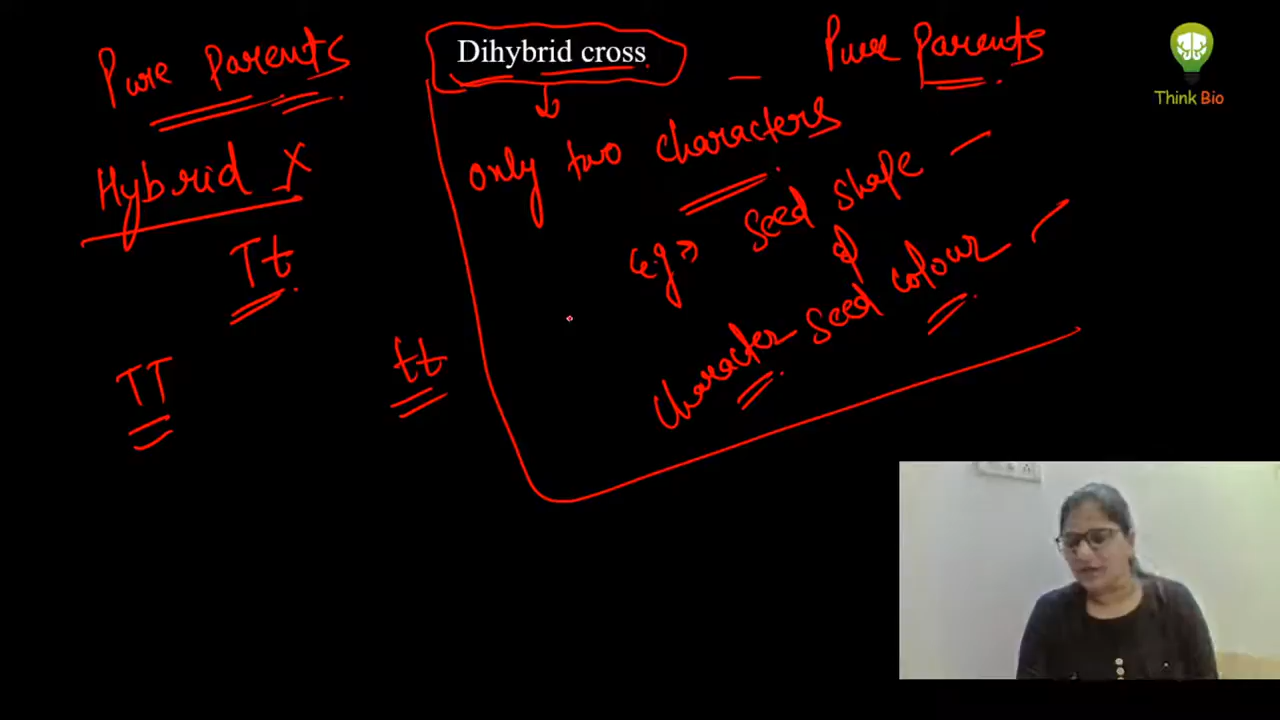 Pure Parents
Hybrid X
Tt
TT
tt
Dihybrid cross
– Pure Parents
only two characters
e.g → seed shape –
of
character seed colour –
Think Bio